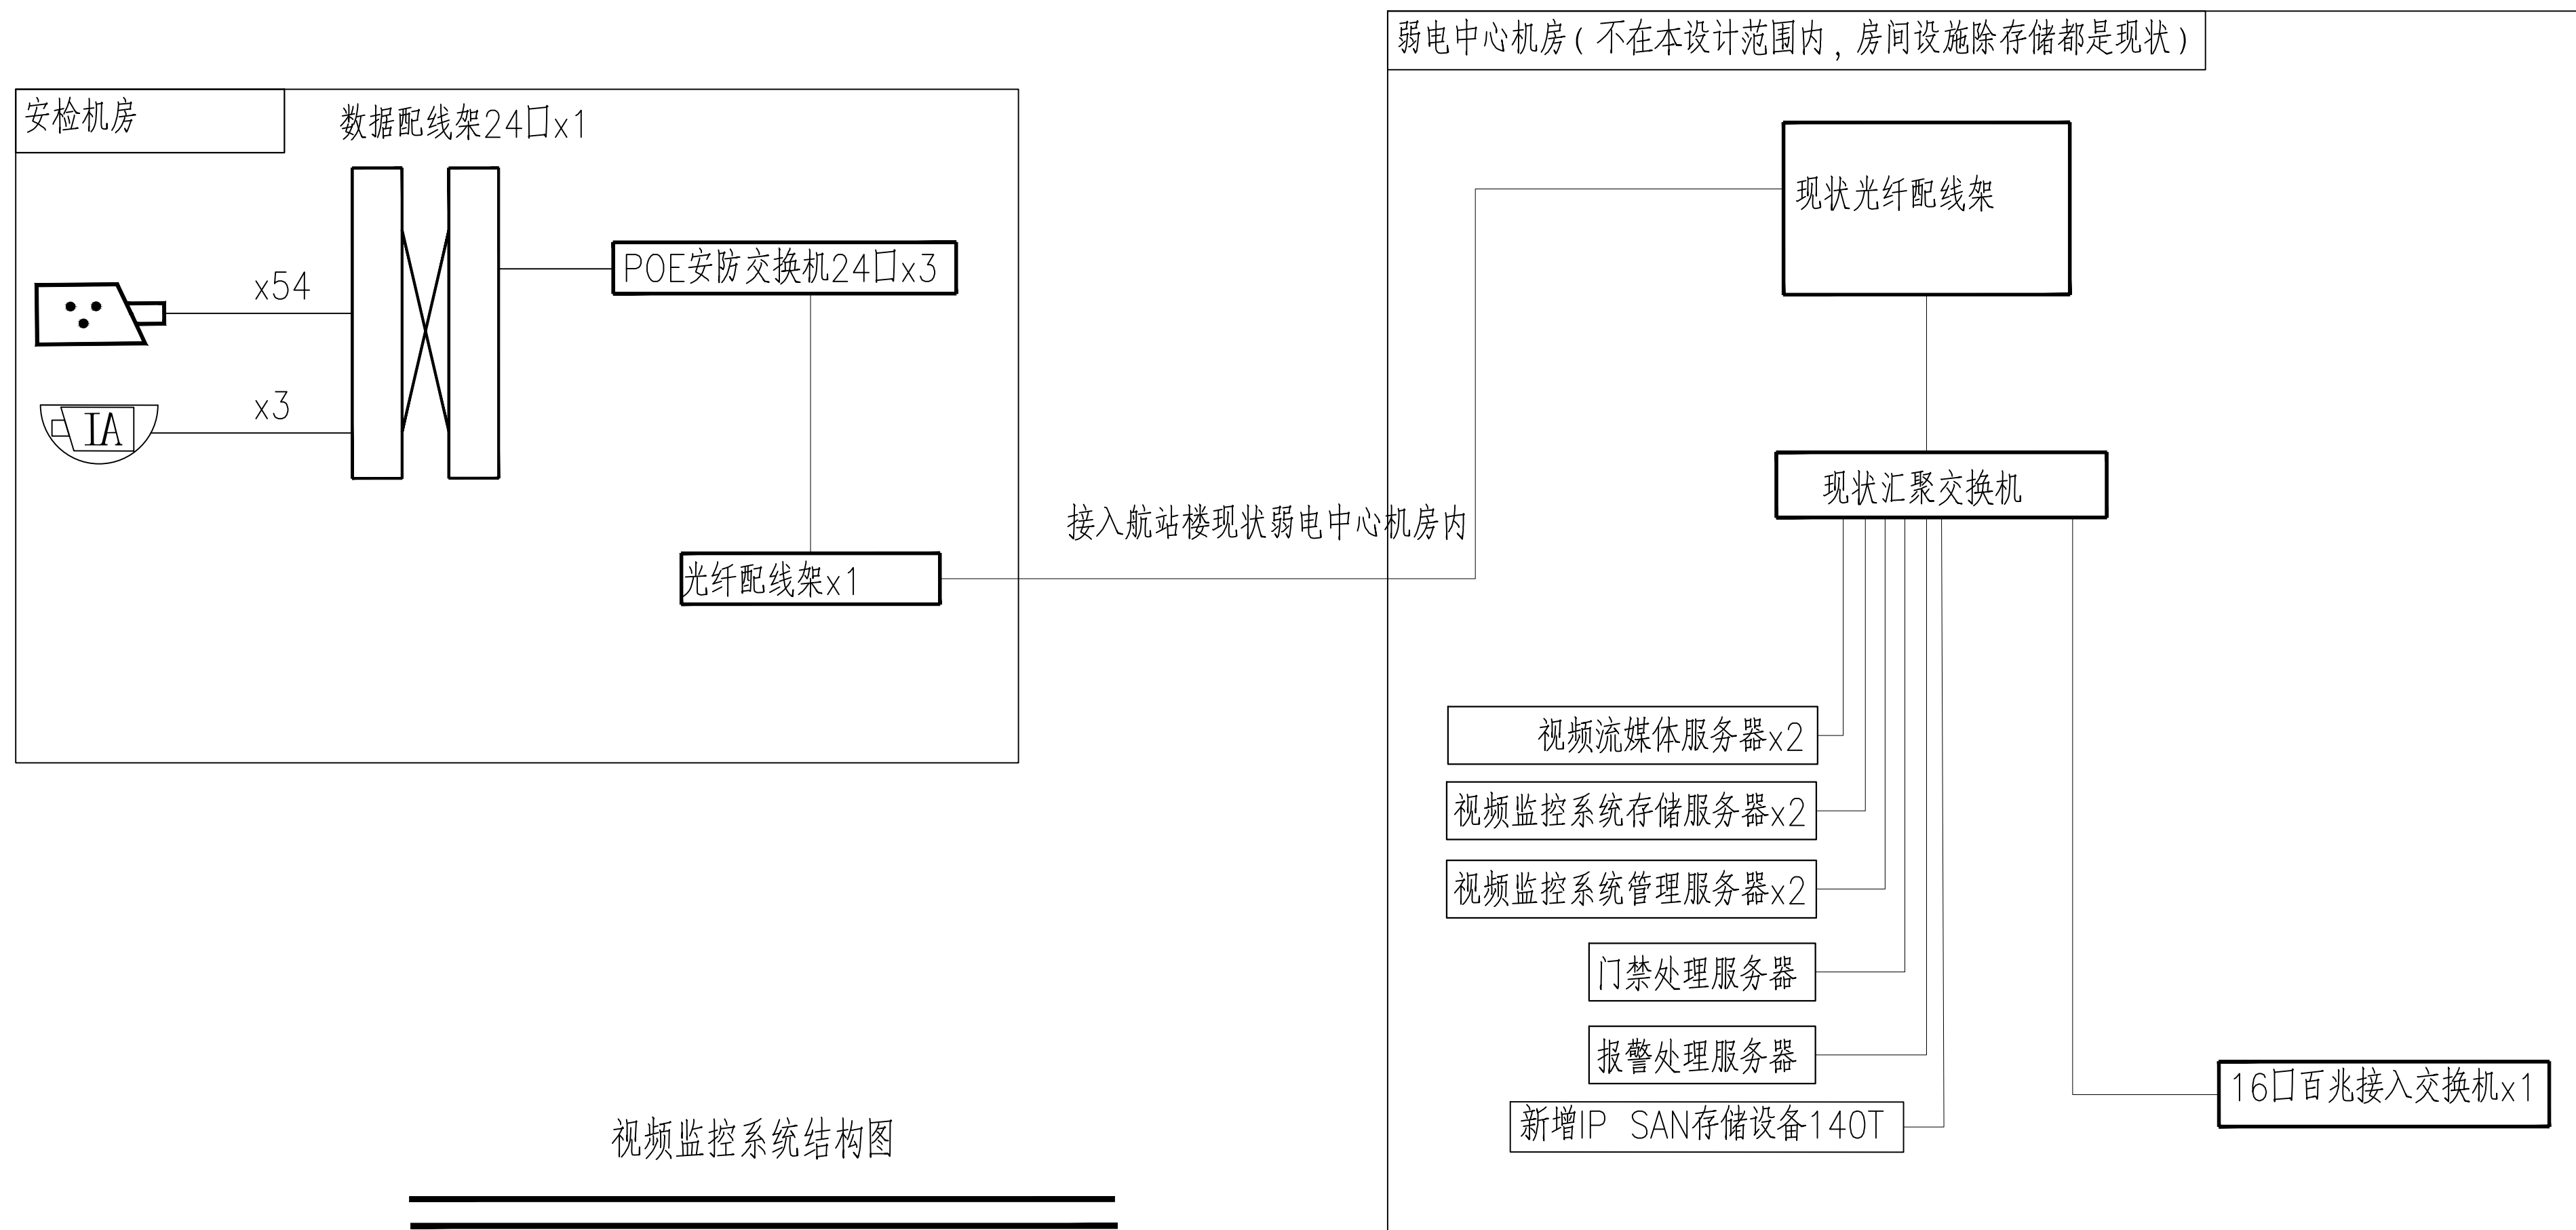 弱电中心机房(不在本设计范围内,房间设施除存储都是现状)
安检机房
数据配线架24口x1
现状光纤配线架
POE安防交换机24口x3
x54
x3
IA
现状汇聚交换机
接入航站楼现状弱电中心机房内
光纤配线架x1
视频流媒体服务器x2
视频监控系统存储服务器x2
视频监控系统管理服务器x2
门禁处理服务器
报警处理服务器
16口百兆接入交换机x1
新增IP SAN存储设备140T
视频监控系统结构图